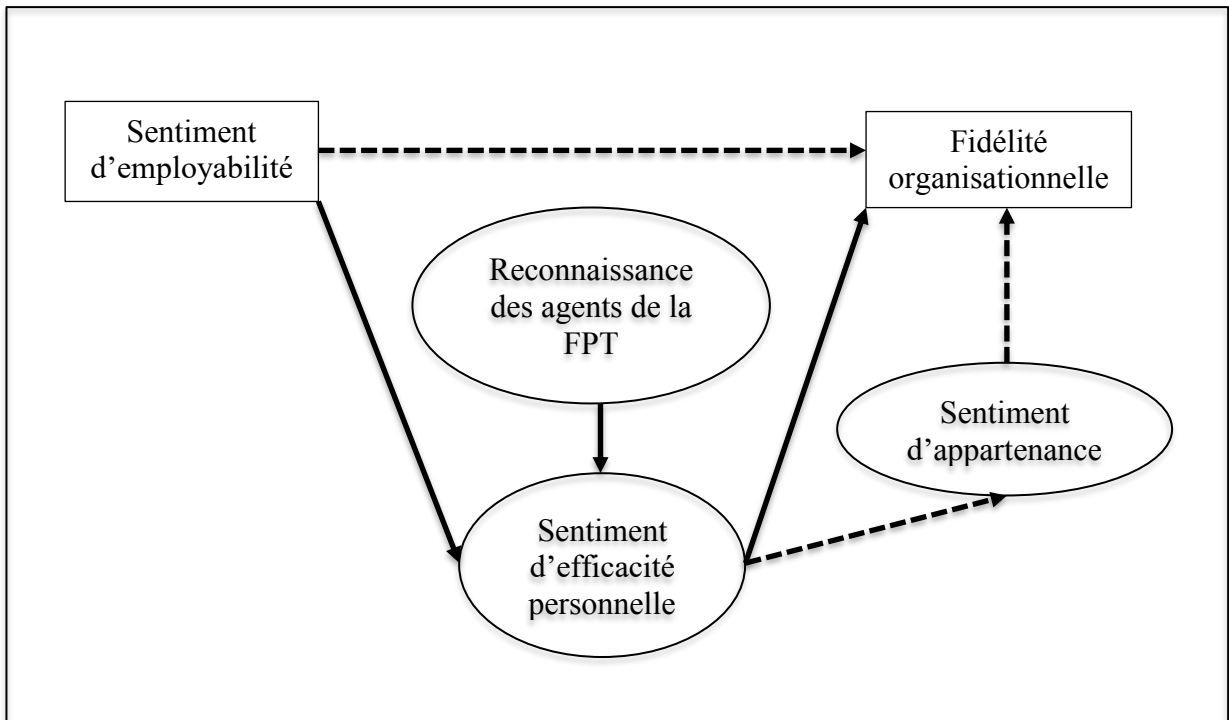 Sentiment
d’employabilité
Fidélité
organisationnelle
Reconnaissance
des agents de la
FPT
Sentiment
d’appartenance
Sentiment
d’efficacité
personnelle